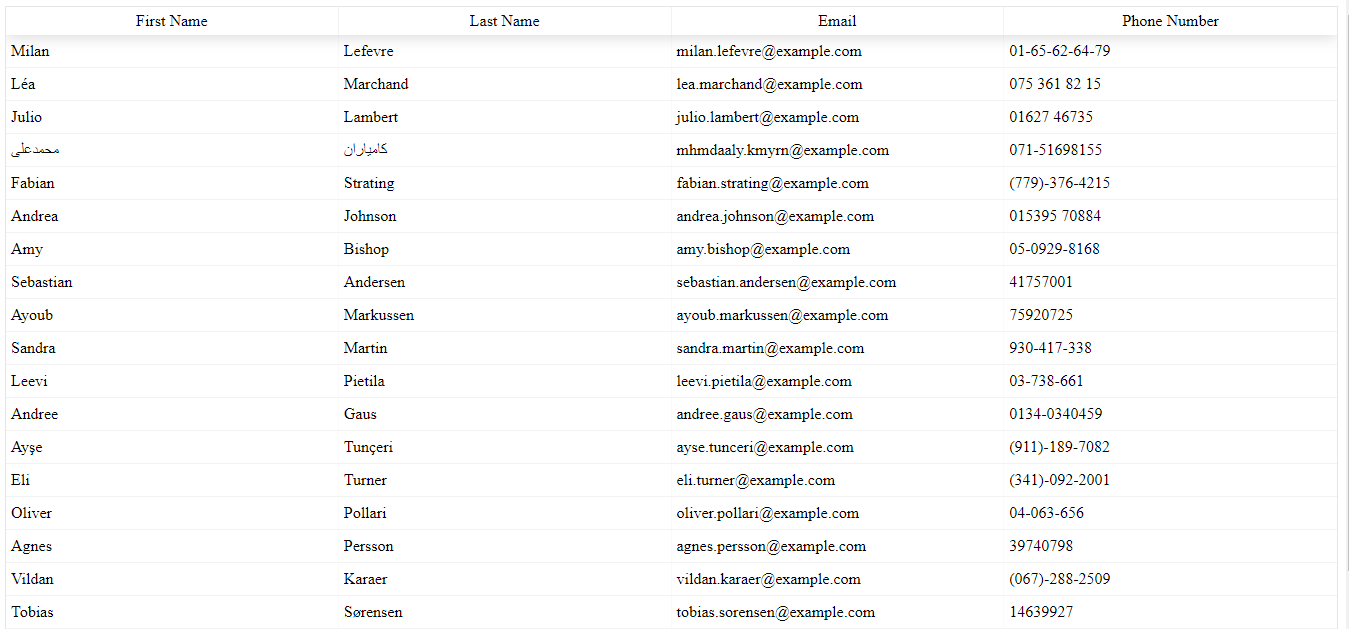 First Name Last Name Email Phone Number
Milan Lefevre milan.lefevre@example.com 01-65-62-64-79
Léa Marchand lea.marchand@example.com 075 361 82 15
Julio Lambert julio.lambert@example.com 01627 46735
محمدعلی کامیاران mhmdaaly.kmyrn@example.com 071-51698155
Fabian Strating fabian.strating@example.com (779)-376-4215
Andrea Johnson andrea.johnson@example.com 015395 70884
Amy Bishop amy.bishop@example.com 05-0929-8168
Sebastian Andersen sebastian.andersen@example.com 41757001
Ayoub Markussen ayoub.markussen@example.com 75920725
Sandra Martin sandra.martin@example.com 930-417-338
Leevi Pietila leevi.pietila@example.com 03-738-661
Andree Gaus andree.gaus@example.com 0134-0340459
Ayşe Tunçeri ayse.tunceri@example.com (911)-189-7082
Eli Turner eli.turner@example.com (341)-092-2001
Oliver Pollari oliver.pollari@example.com 04-063-656
Agnes Persson agnes.persson@example.com 39740798
Vildan Karaer vildan.karaer@example.com (067)-288-2509
Tobias Sørensen tobias.sorensen@example.com 14639927